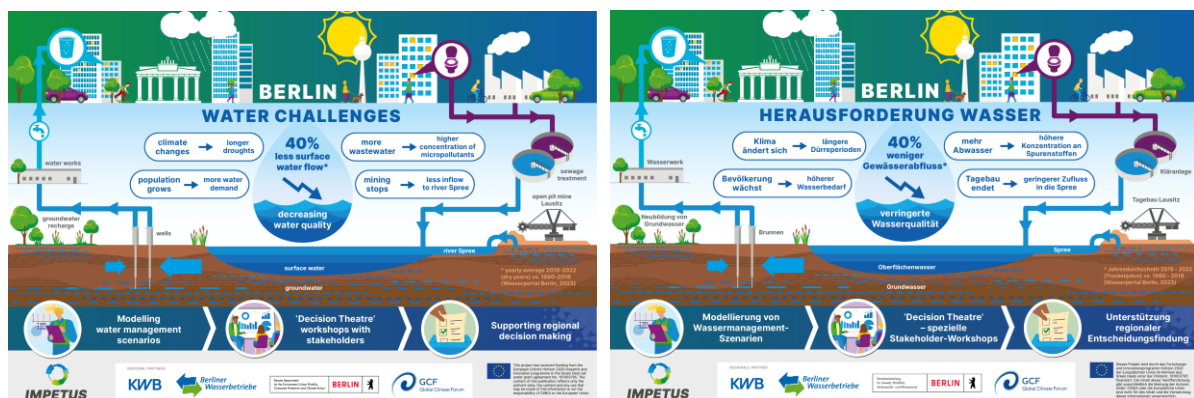 BERLIN
WATER CHALLENGES
climate
changes
longer
droughts
40%
less surface
water flow*
more
wastewater
higher
concentration of
micropollutants
population
grows
more water
demand
mining
stops
less inflow
to river Spree
decreasing
water quality
water works
sewage
treatment
open pit mine
Lausitz
groundwater
recharge
wells
river Spree
surface water
groundwater
* yearly average 2019-2022
(dry years) vs. 1990-2018
(Wasserportal Berlin, 2023)
Modelling
water management
scenarios
'Decision Theatre'
workshops with
stakeholders
Supporting regional
decision making
IMPETUS
REGIONAL PARTNERS
KWB
Berliner
Wasserbetriebe
BERLIN
GCF
Global Climate Forum
BERLIN
HERAUSFORDERUNG WASSER
Klima
ändert sich
längere
Dürreperioden
40%
weniger
Gewässerabfluss*
mehr
Abwasser
höhere
Konzentration an
Spurenstoffen
Bevölkerung
wächst
höherer
Wasserbedarf
Tagebau
endet
geringerer Zufluss
in die Spree
verringerte
Wasserqualität
Wasserwerk
Kläranlage
Tagebau Lausitz
Neubildung von
Grundwasser
Brunnen
Spree
Oberflächenwasser
Grundwasser
* Jahresdurchschnitt 2019 - 2022
(Trockenjahre) vs. 1990 - 2018
(Wasserportal Berlin, 2023)
Modellierung von
Wassermanagement-
Szenarien
'Decision Theatre'
– spezielle
Stakeholder-Workshops
Unterstützung
regionaler
Entscheidungsfindung
IMPETUS
REGIONALE PARTNER
KWB
Berliner
Wasserbetriebe
BERLIN
GCF
Global Climate Forum